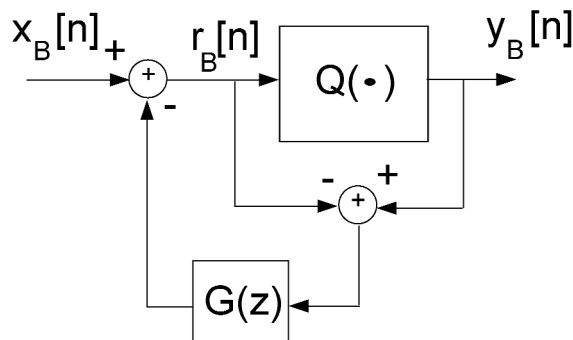 x_B[n] + r_B[n] y_B[n]
+ Q(•)
-
- +
+
G(z)